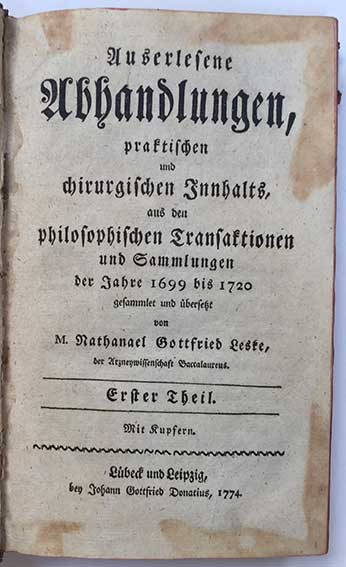 Auserlesene
Abhandlungen,
praktischen
und
chirurgischen Innhalts,
aus den
philosophischen Transaktionen
und Sammlungen
der Jahre 1699 bis 1720
gesammlet und übersetzt
von
M. Nathanael Gottfried Leske,
der Arzneywissenschaft Baccalaureus.
Erster Theil.
Mit Kupfern.
Lübeck und Leipzig,
bey Johann Gottfried Donatius, 1774.